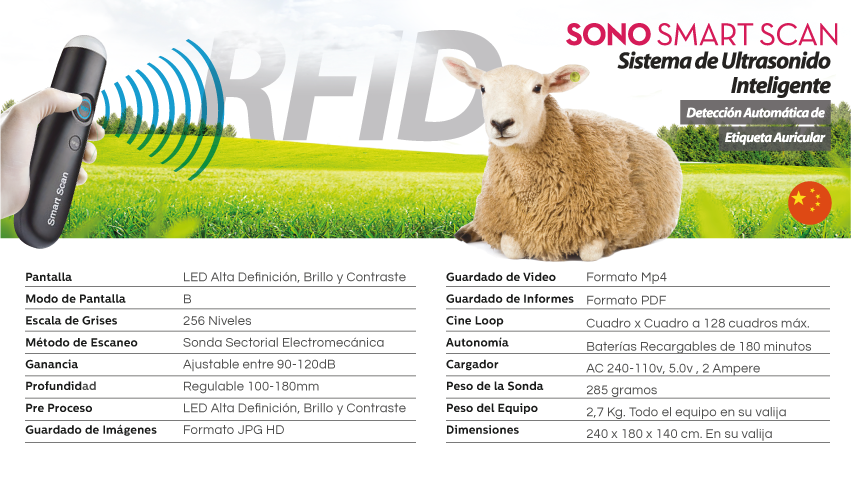 RFID
SONO SMART SCAN
Sistema de Ultrasonido
Inteligente
Detección Automática de
Etiqueta Auricular
Smart Scan
Pantalla LED Alta Definición, Brillo y Contraste
Modo de Pantalla B
Escala de Grises 256 Niveles
Método de Escaneo Sonda Sectorial Electromecánica
Ganancia Ajustable entre 90-120dB
Profundidad Regulable 100-180mm
Pre Proceso LED Alta Definición, Brillo y Contraste
Guardado de Imágenes Formato JPG HD
Guardado de Video Formato Mp4
Guardado de Informes Formato PDF
Cine Loop Cuadro x Cuadro a 128 cuadros máx.
Autonomía Baterías Recargables de 180 minutos
Cargador AC 240-110v, 5.0v , 2 Ampere
Peso de la Sonda 285 gramos
Peso del Equipo 2,7 Kg. Todo el equipo en su valija
Dimensiones 240 x 180 x 140 cm. En su valija